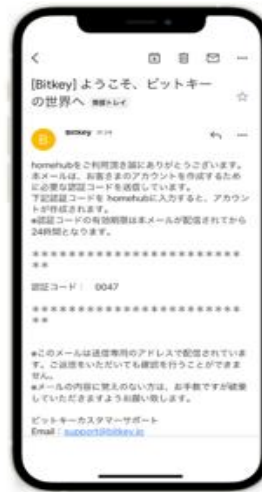 [Bitkey] ようこそ、ビットキー
の世界へ 受信トレイ
B
Bitkey
homehubをご利用頂き誠にありがとうございます。
本メールは、お客さまのアカウントを作成するため
に必要な認証コードを送信しています。
下記認証コードを homehubに入力すると、アカウン
トが作成されます。
※認証コードの有効期限は本メールが配信されてから
24時間となります。
＊＊＊＊＊＊＊＊＊＊＊＊＊＊＊＊＊＊＊＊＊＊
＊＊
認証コード： 0047
＊＊＊＊＊＊＊＊＊＊＊＊＊＊＊＊＊＊＊＊＊＊
＊＊
※このメールは送信専用のアドレスで配信されていま
す。ご返信をいただいても確認を行うことができま
せん。
※メールの内容に覚えのない方は、お手数ですが破棄
していただきますようお願い致します。
ビットキーカスタマーサポート
Email：support@bitkey.jp